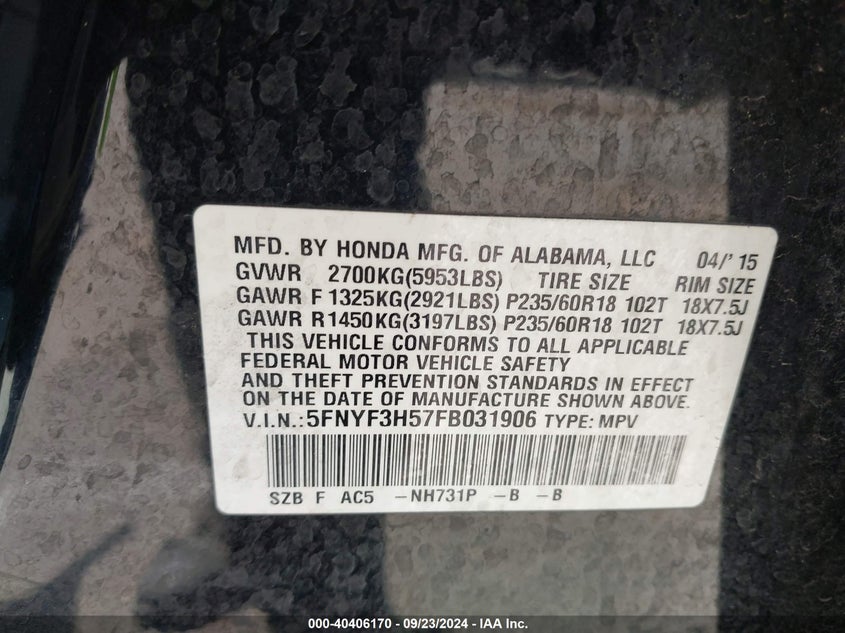 MFD. BY HONDA MFG. OF ALABAMA, LLC 04/' 15
GVWR 2700KG(5953LBS) TIRE SIZE RIM SIZE
GAWR F 1325KG(2921LBS) P235/60R18 102T 18X7.5J
GAWR R1450KG(3197LBS) P235/60R18 102T 18X7.5J
THIS VEHICLE CONFORMS TO ALL APPLICABLE
FEDERAL MOTOR VEHICLE SAFETY
AND THEFT PREVENTION STANDARDS IN EFFECT
ON THE DATE OF MANUFACTURE SHOWN ABOVE.
V.I.N.:5FNYF3H57FB031906 TYPE: MPV
SZB F AC5 -NH731P -B -B
000-40406170 - 09/23/2024 - IAA Inc.